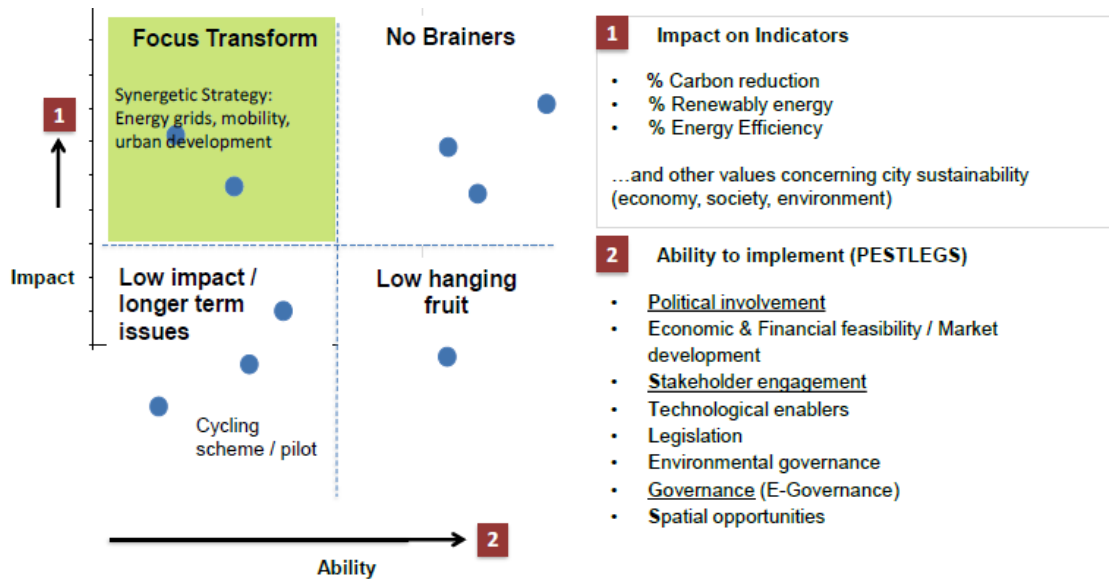 Focus Transform
No Brainers
Synergetic Strategy:
Energy grids, mobility,
urban development
1
Impact
Low impact /
longer term
issues
Low hanging
fruit
Cycling
scheme / pilot
2
Ability
1 Impact on Indicators
• % Carbon reduction
• % Renewably energy
• % Energy Efficiency
…and other values concerning city sustainability
(economy, society, environment)
2 Ability to implement (PESTLEGS)
• Political involvement
• Economic & Financial feasibility / Market
development
• Stakeholder engagement
• Technological enablers
• Legislation
• Environmental governance
• Governance (E-Governance)
• Spatial opportunities